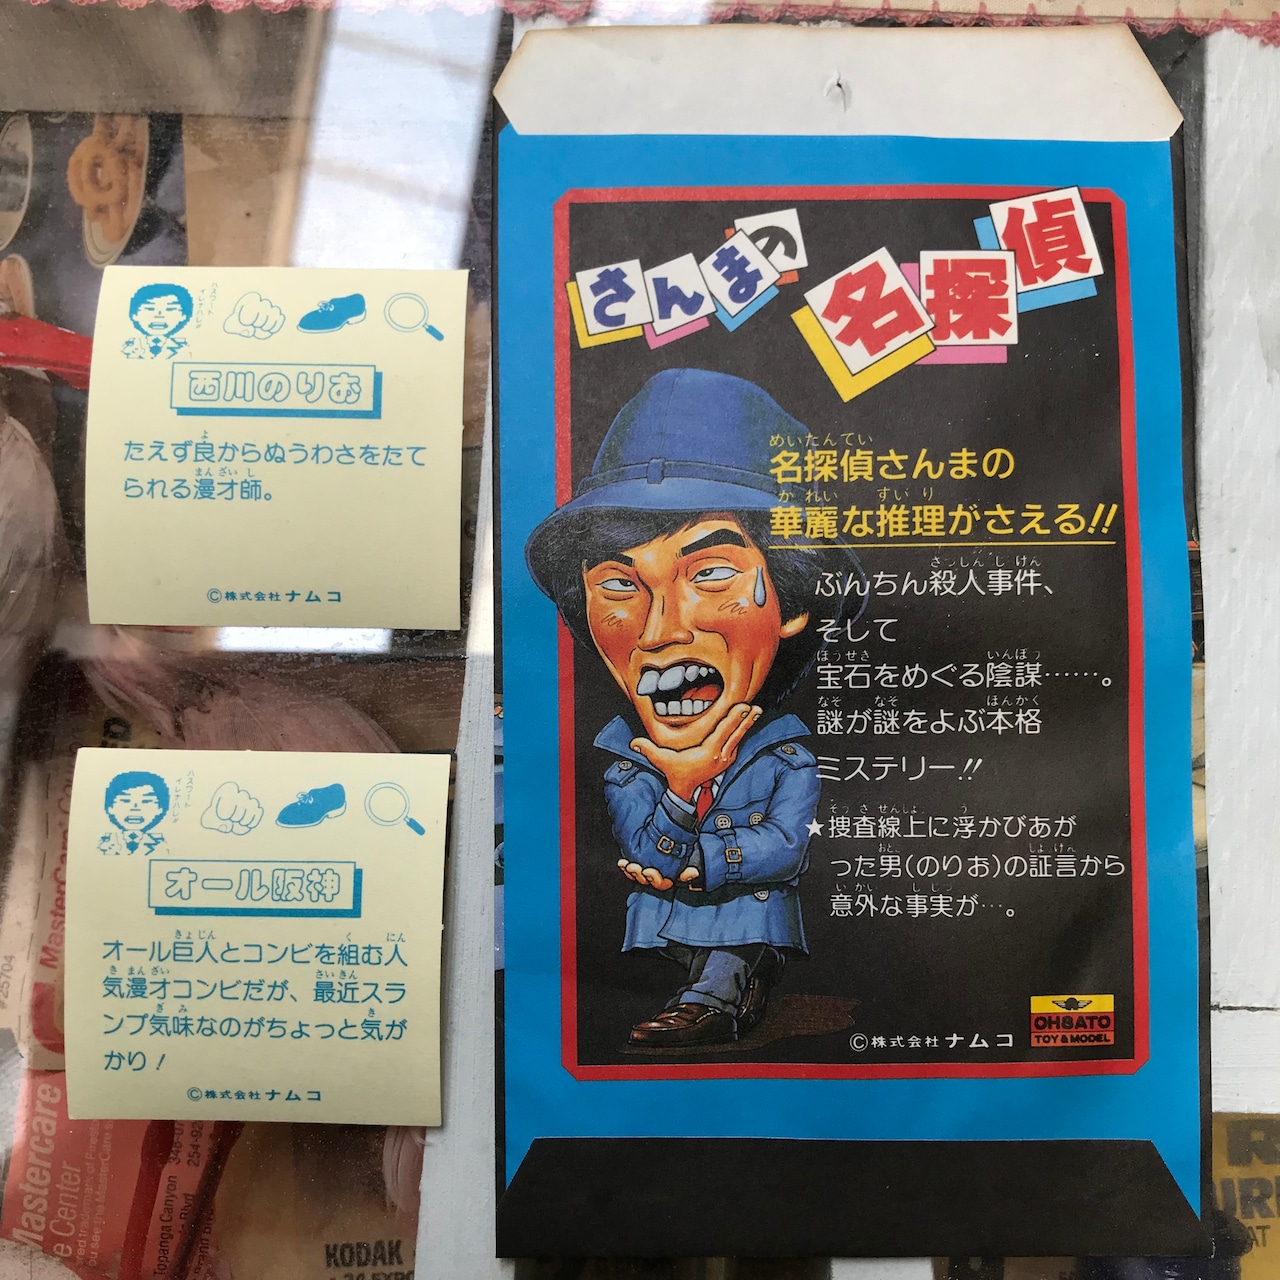 西川のりお
たえず良からぬうわさをたて
られる漫才師。
©株式会社ナムコ
オール阪神
オール巨人とコンビを組む人
気漫才コンビだが、最近スラ
ンプ気味なのがちょっと気が
かり！
©株式会社ナムコ
さんまの
名探偵
名探偵さんまの
華麗な推理がさえる!!
ぶんちん殺人事件、
そして
宝石をめぐる陰謀……。
謎が謎をよぶ本格
ミステリー!!
★捜査線上に浮かびあが
った男(のりお)の証言から
意外な事実が…。
©株式会社ナムコ
OHSATO
TOY & MODEL
MasterCard
#25704
Mastercare
e Center
Topanga Canyon
KODAK